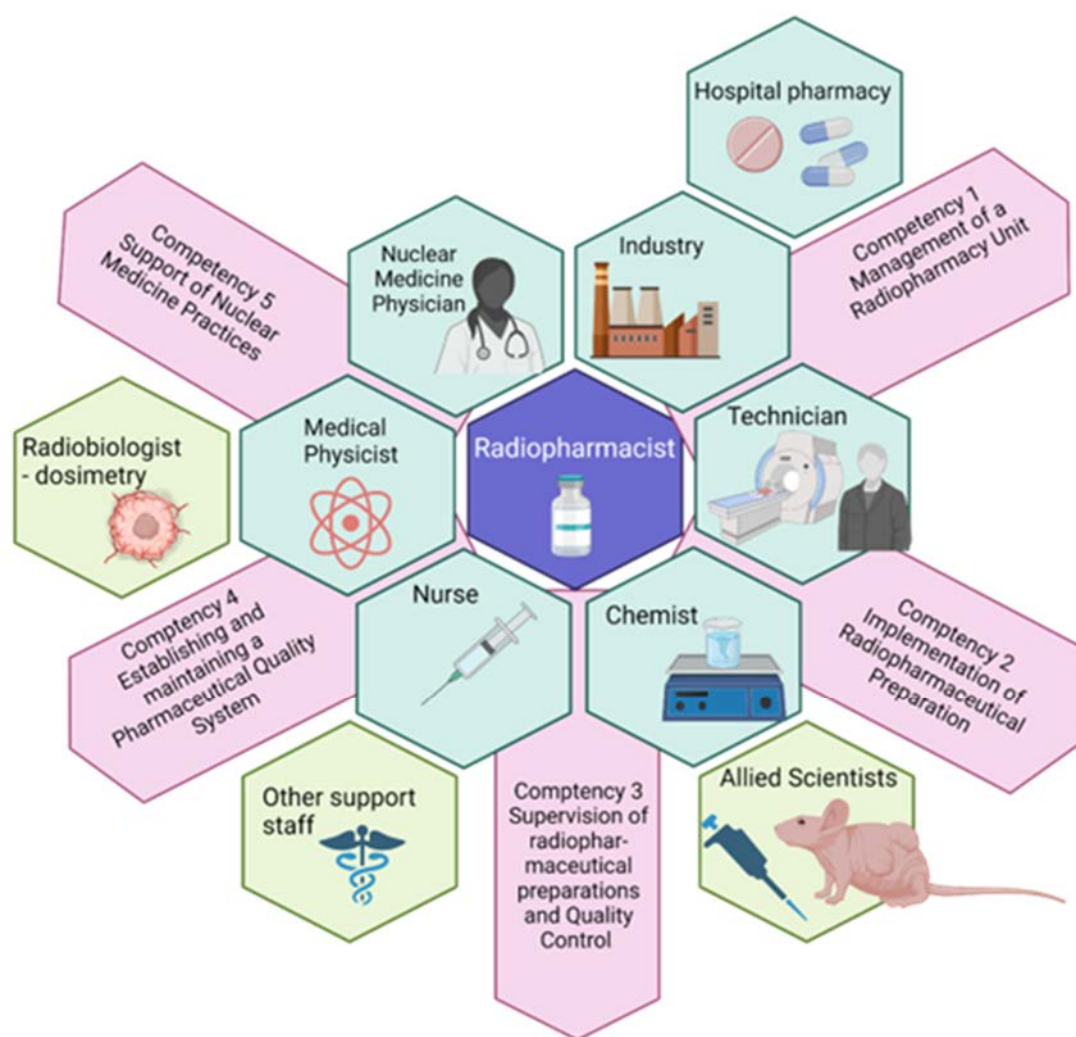 Hospital pharmacy
Competency 1
Management of a
Radiopharmacy Unit
Industry
Nuclear
Medicine
Physician
Competency 5
Support of Nuclear
Medicine Practices
Radiobiologist
- dosimetry
Medical
Physicist
Radiopharmacist
Technician
Comptency 4
Establishing and
maintaining a
Pharmaceutical Quality
System
Nurse
Chemist
Comptency 2
Implementation of
Radiopharmaceutical
Preparation
Other support
staff
Comptency 3
Supervision of
radiophar-
maceutical
preparations
and Quality
Control
Allied Scientists